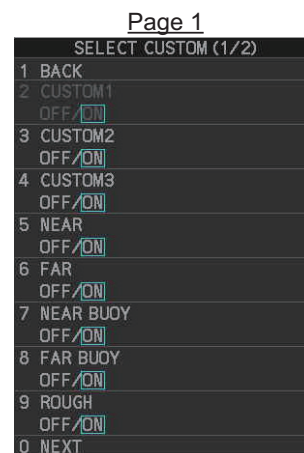 Page 1
SELECT CUSTOM (1/2)
1 BACK
2 CUSTOM1
OFF/ON
3 CUSTOM2
OFF/ON
4 CUSTOM3
OFF/ON
5 NEAR
OFF/ON
6 FAR
OFF/ON
7 NEAR BUOY
OFF/ON
8 FAR BUOY
OFF/ON
9 ROUGH
OFF/ON
0 NEXT